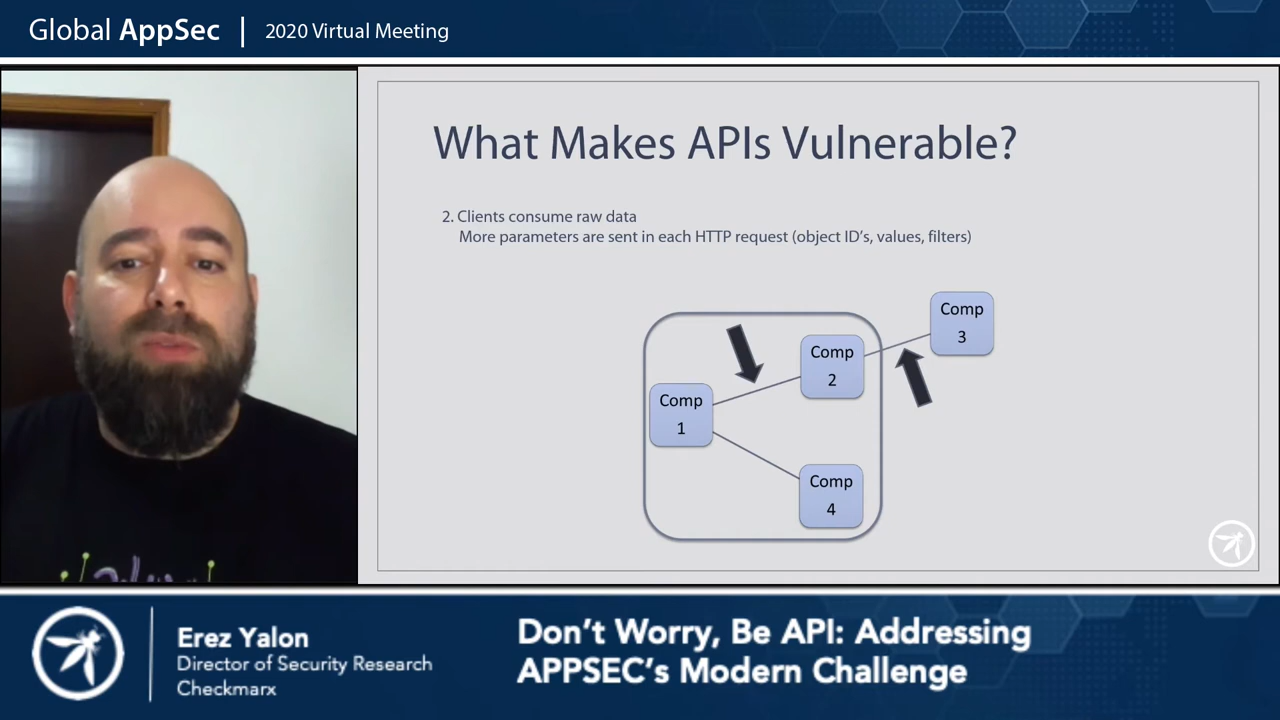 Global AppSec | 2020 Virtual Meeting
What Makes APIs Vulnerable?
2. Clients consume raw data
More parameters are sent in each HTTP request (object ID's, values, filters)
Comp
3
Comp
2
Comp
1
Comp
4
Erez Yalon
Director of Security Research
Checkmarx
Don't Worry, Be API: Addressing
APPSEC's Modern Challenge